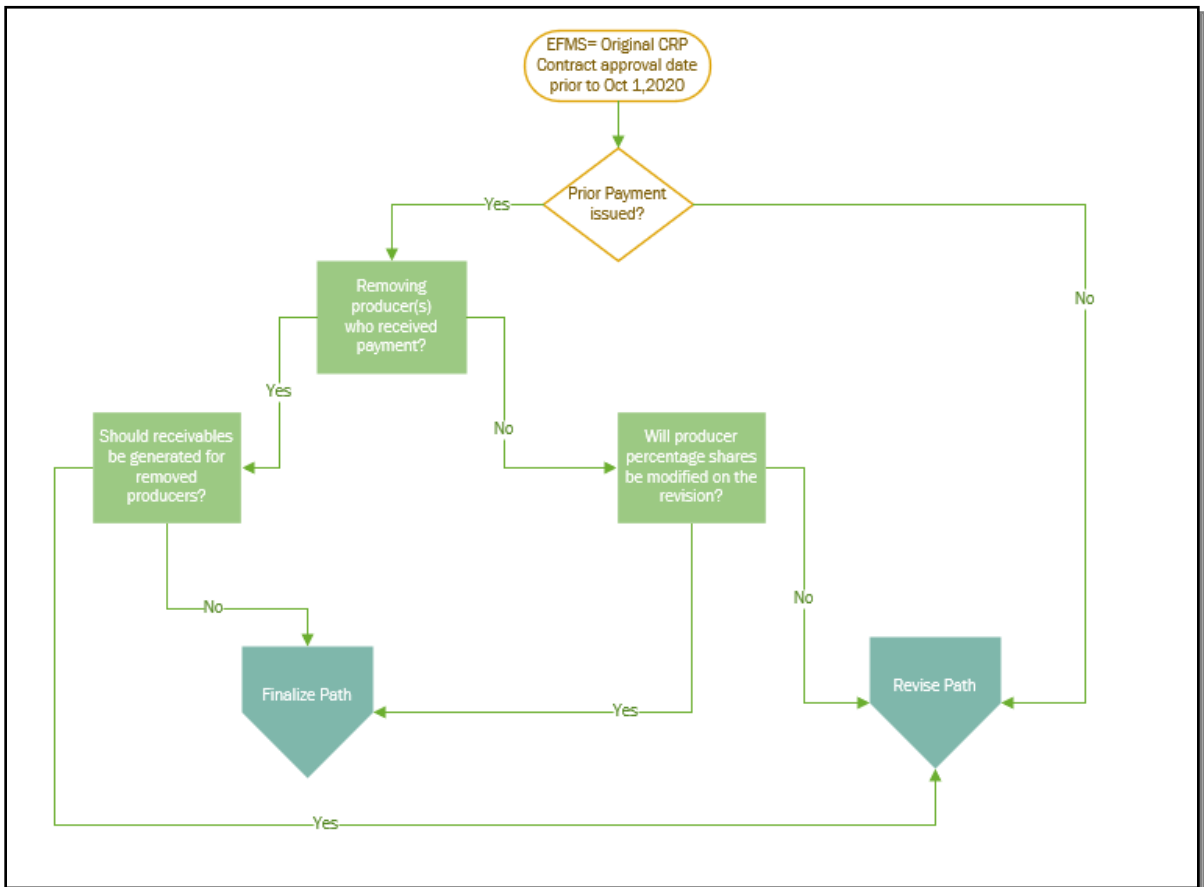 EFMS= Original CRP
Contract approval date
prior to Oct 1,2020
Prior Payment
issued?
Yes
No
Removing
producer(s)
who received
payment?
Yes
No
Should receivables
be generated for
removed
producers?
Will producer
percentage shares
be modified on the
revision?
No
No
Finalize Path
Revise Path
Yes
Yes